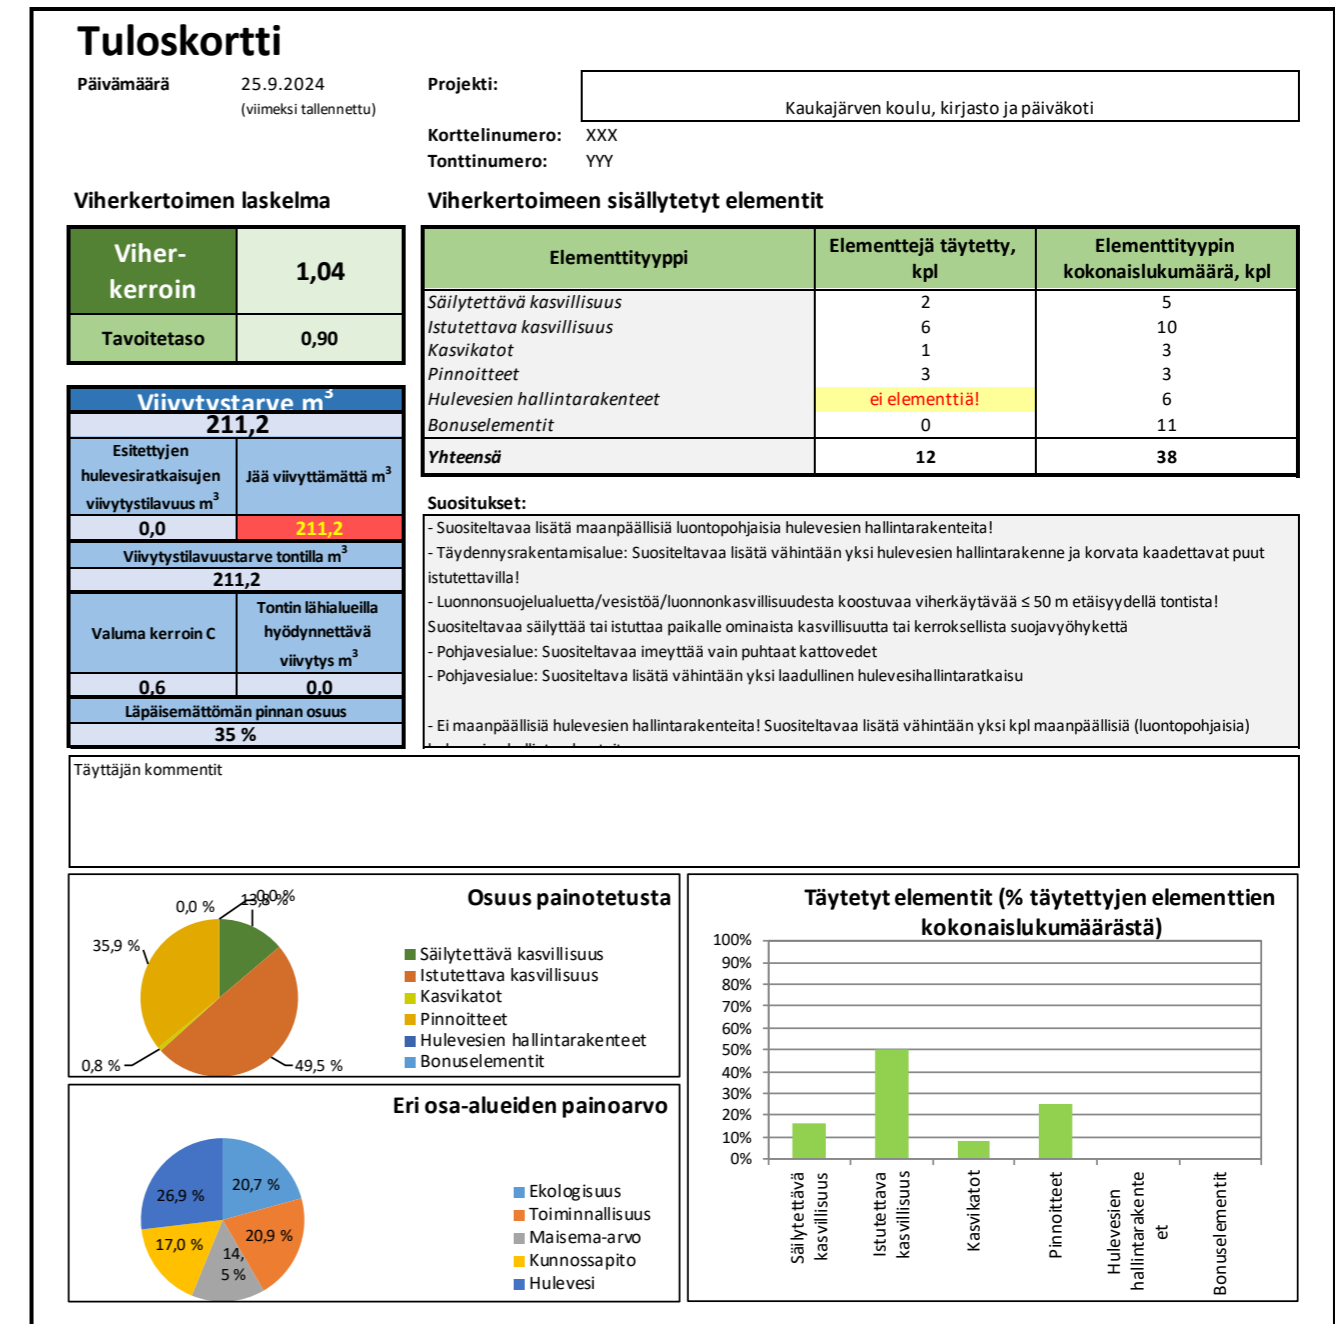 Tuloskortti
Päivämäärä 25.9.2024 Projekti:
(viimeksi tallennettu)
Kaukajärven koulu, kirjasto ja päiväkoti
Korttelinumero: XXX
Tonttinumero: YYY
Viherkertoimen laskelma
Viher-
kerroin
1,04
Tavoitetaso 0,90
Viivytystarve m³
211,2
Esitettyjen
hulevesiratkaisujen
viivytystilavuus m³
Jää viivyttämättä m³
0,0 211,2
Viivytystilavuustarve tontilla m³
211,2
Valuma kerroin C
Tontin lähialueilla
hyödynnettävä
viivytys m³
0,6 0,0
Läpäisemättömän pinnan osuus
35 %
Viherkertoimeen sisällytetyt elementit
Elementtityyppi
Elementtejä täytetty,
kpl
Elementtityypin
kokonaislukumäärä, kpl
Säilytettävä kasvillisuus 2 5
Istutettava kasvillisuus 6 10
Kasvikatot 1 3
Pinnoitteet 3 3
Hulevesien hallintarakenteet ei elementtiä! 6
Bonuselementit 0 11
Yhteensä 12 38
Suositukset:
- Suositeltavaa lisätä maanpäällisiä luontopohjaisia hulevesien hallintarakenteita!
- Täydennysrakentamisalue: Suositeltavaa lisätä vähintään yksi hulevesien hallintarakenne ja korvata kaadettavat puut
istutettavilla!
- Luonnonsuojelualuetta/vesistöä/luonnonkasvillisuudesta koostuvaa viherkäytävää ≤ 50 m etäisyydellä tontista!
Suositeltavaa säilyttää tai istuttaa paikalle ominaista kasvillisuutta tai kerroksellista suojavyöhykettä
- Pohjavesialue: Suositeltavaa imeyttää vain puhtaat kattovedet
- Pohjavesialue: Suositeltava lisätä vähintään yksi laadullinen hulevesihallintaratkaisu
- Ei maanpäällisiä hulevesien hallintarakenteita! Suositeltavaa lisätä vähintään yksi kpl maanpäällisiä (luontopohjaisia)
Täyttäjän kommentit
Osuus painotetusta
0,0 %
0,0 %
13,8 %
35,9 %
0,8 %
49,5 %
Säilytettävä kasvillisuus
Istutettava kasvillisuus
Kasvikatot
Pinnoitteet
Hulevesien hallintarakenteet
Bonuselementit
Eri osa-alueiden painoarvo
26,9 %
20,7 %
17,0 %
20,9 %
14,
5 %
Ekologisuus
Toiminnallisuus
Maisema-arvo
Kunnossapito
Hulevesi
Täytetyt elementit (% täytettyjen elementtien
kokonaislukumäärästä)
100%
90%
80%
70%
60%
50%
40%
30%
20%
10%
0%
Säilytettävä
kasvillisuus
Istutettava
kasvillisuus
Kasvikatot
Pinnoitteet
Hulevesien
hallintarakente
et
Bonuselementit